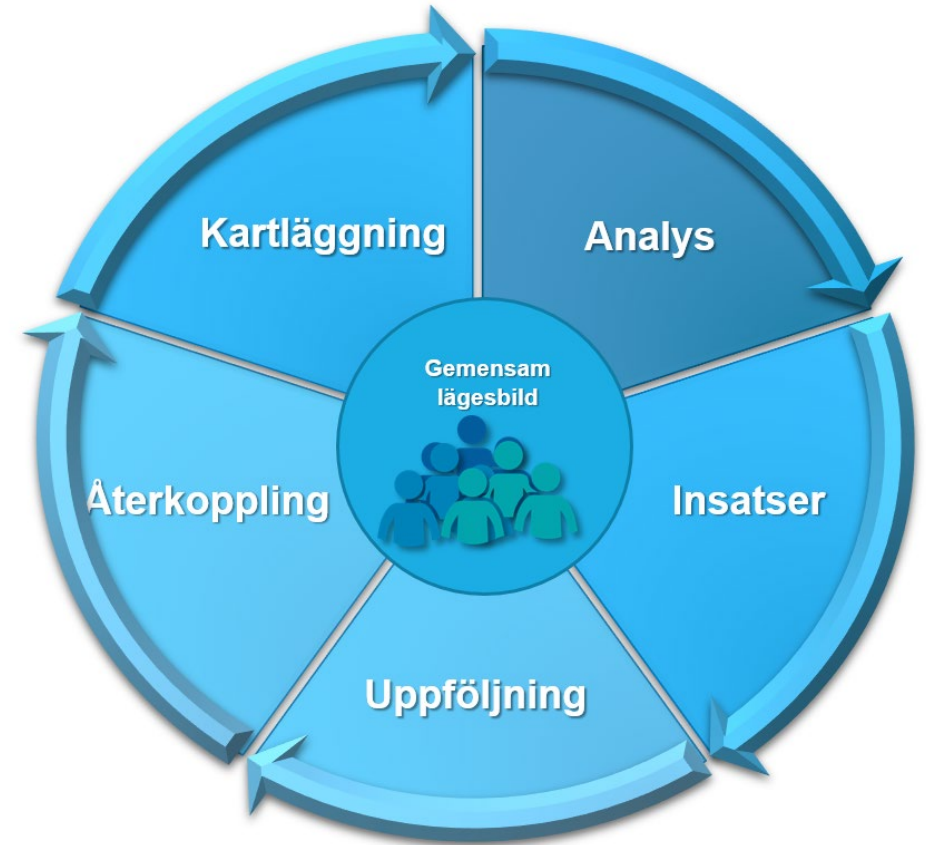 Kartläggning
Analys
Gemensam
lägesbild
Återkoppling
Insatser
Uppföljning